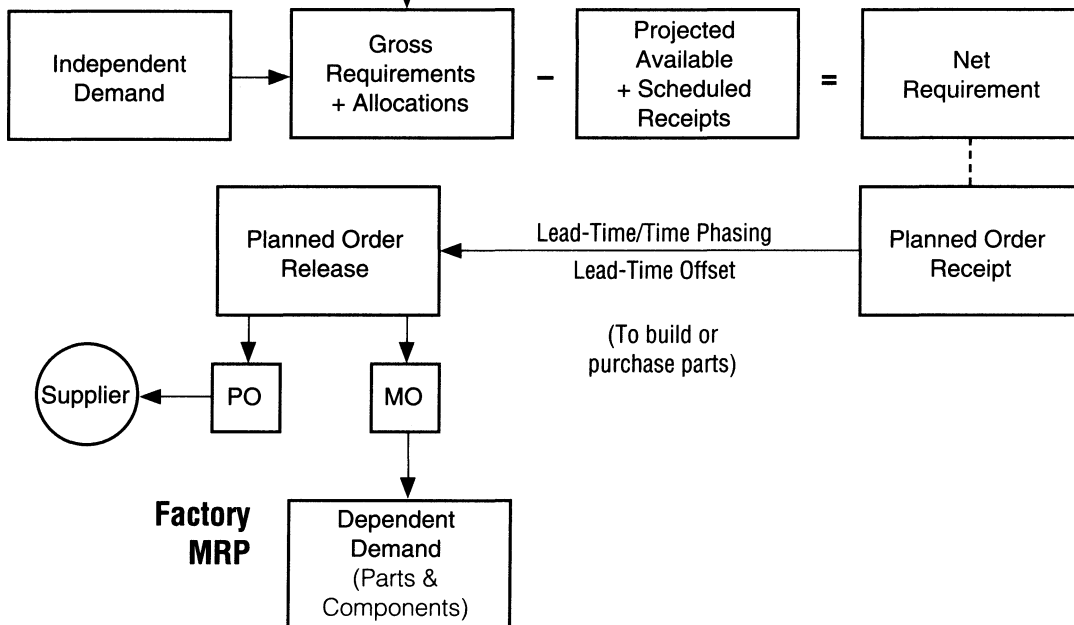 Independent
Demand
Gross
Requirements
+ Allocations
–
Projected
Available
+ Scheduled
Receipts
=
Net
Requirement
Planned Order
Release
Lead-Time/Time Phasing
Lead-Time Offset
(To build or
purchase parts)
Planned Order
Receipt
Supplier
PO
MO
Factory
MRP
Dependent
Demand
(Parts &
Components)